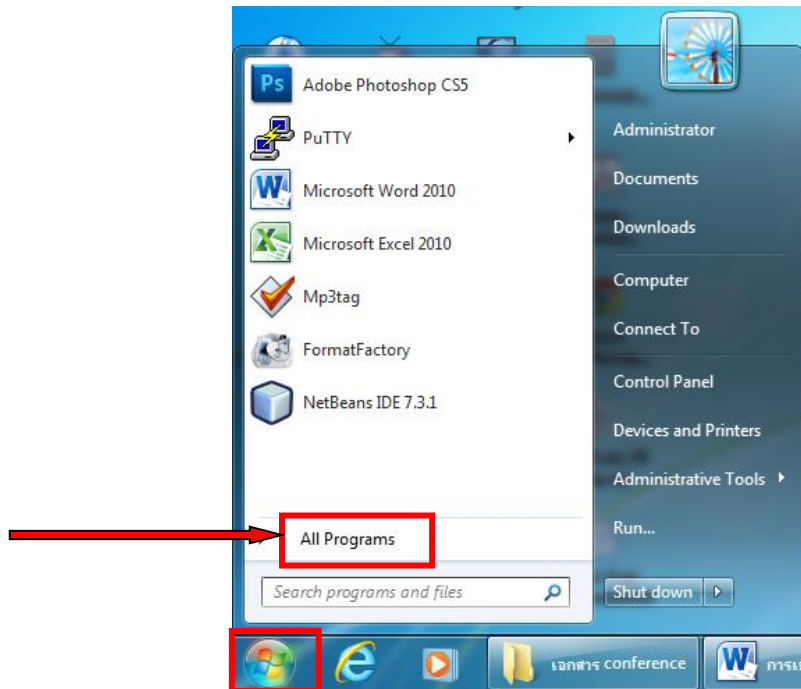 Ps
Adobe Photoshop CS5
PuTTY
Microsoft Word 2010
Microsoft Excel 2010
Mp3tag
FormatFactory
NetBeans IDE 7.3.1
All Programs
Search programs and files
Administrator
Documents
Downloads
Computer
Connect To
Control Panel
Devices and Printers
Administrative Tools
Run...
Shut down
เอกสาร conference